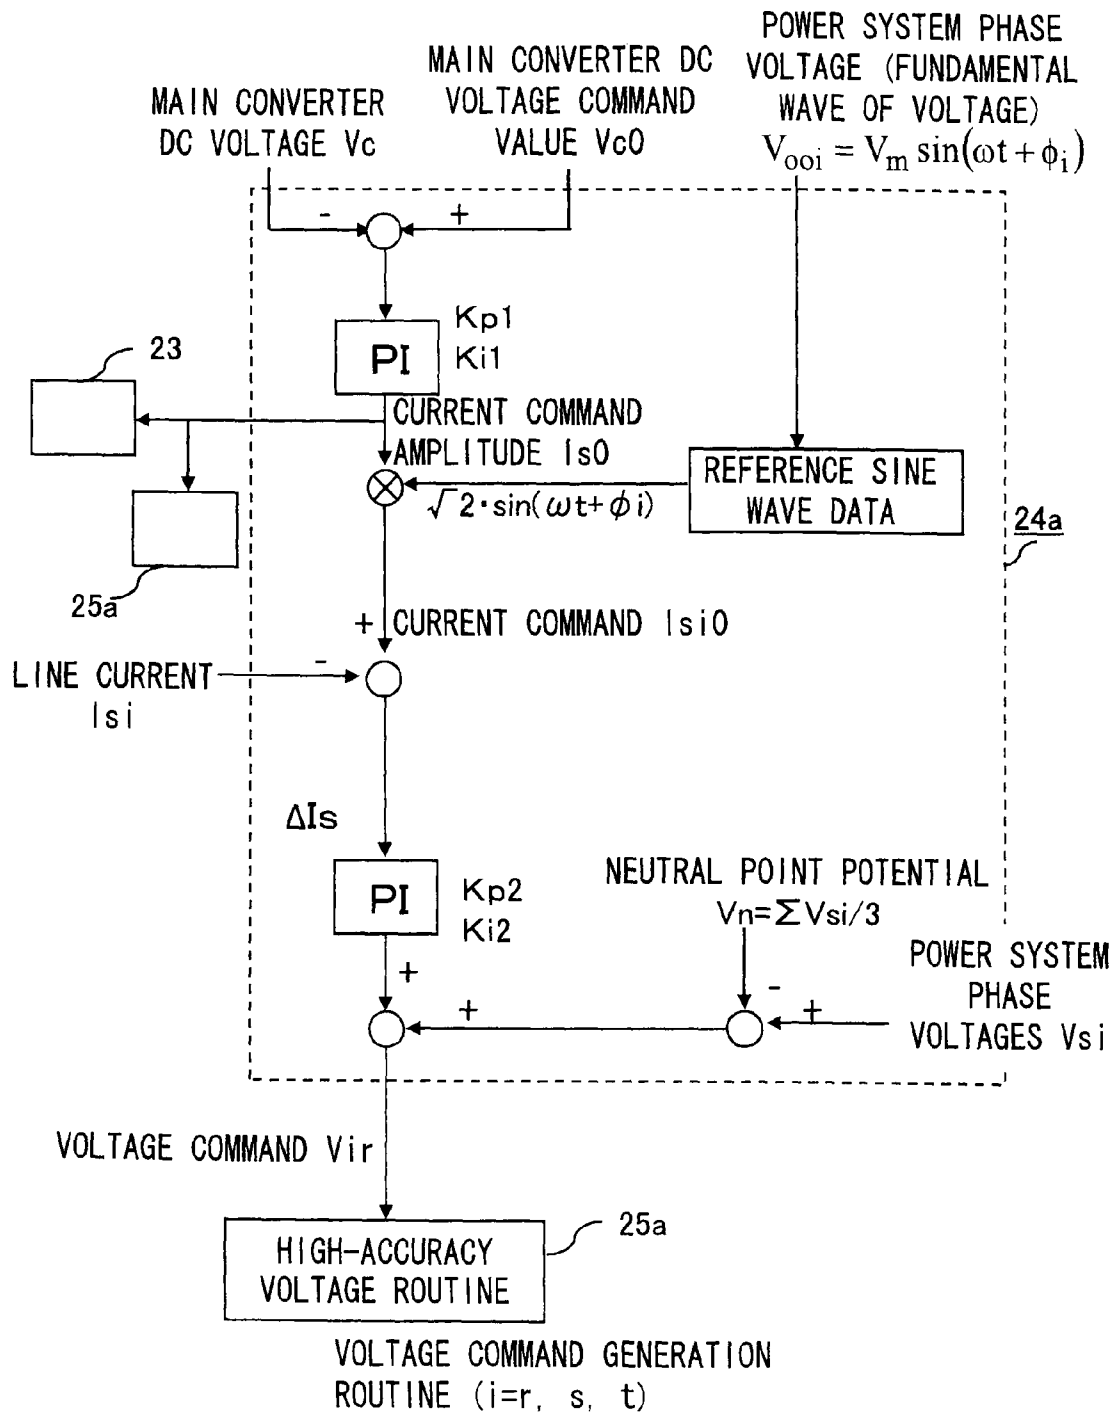 POWER SYSTEM PHASE
VOLTAGE (FUNDAMENTAL
WAVE OF VOLTAGE)
Vooi = Vm sin(ωt + ϕi)
MAIN CONVERTER DC
VOLTAGE COMMAND
VALUE Vc0
MAIN CONVERTER
DC VOLTAGE Vc
- +
PI
Kp1
Ki1
23
CURRENT COMMAND
AMPLITUDE Is0
REFERENCE SINE
WAVE DATA
√2·sin(ωt+ϕi)
24a
25a
+ CURRENT COMMAND Isi0
-
LINE CURRENT
Isi
ΔIs
PI
Kp2
Ki2
NEUTRAL POINT POTENTIAL
Vn=ΣVsi/3
POWER SYSTEM
PHASE
VOLTAGES Vsi
+
+
-
+
VOLTAGE COMMAND Vir
25a
HIGH-ACCURACY
VOLTAGE ROUTINE
VOLTAGE COMMAND GENERATION
ROUTINE (i=r, s, t)